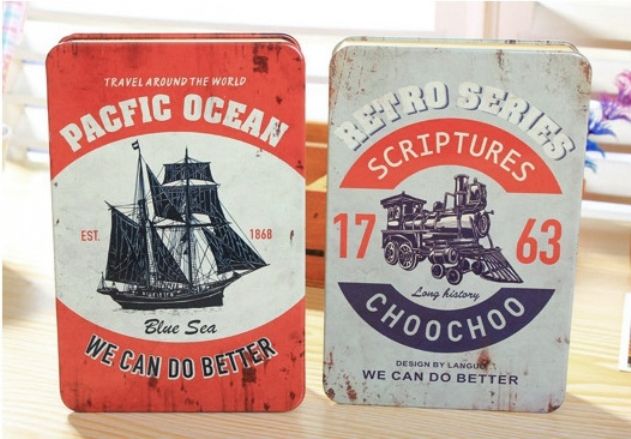 TRAVEL AROUND THE WORLD
PACFIC OCEAN
EST. 1868
Blue Sea
WE CAN DO BETTER
RETRO SERIES
SCRIPTURES
17 63
Long history
CHOOCHOO
DESIGN BY LANGUO
WE CAN DO BETTER